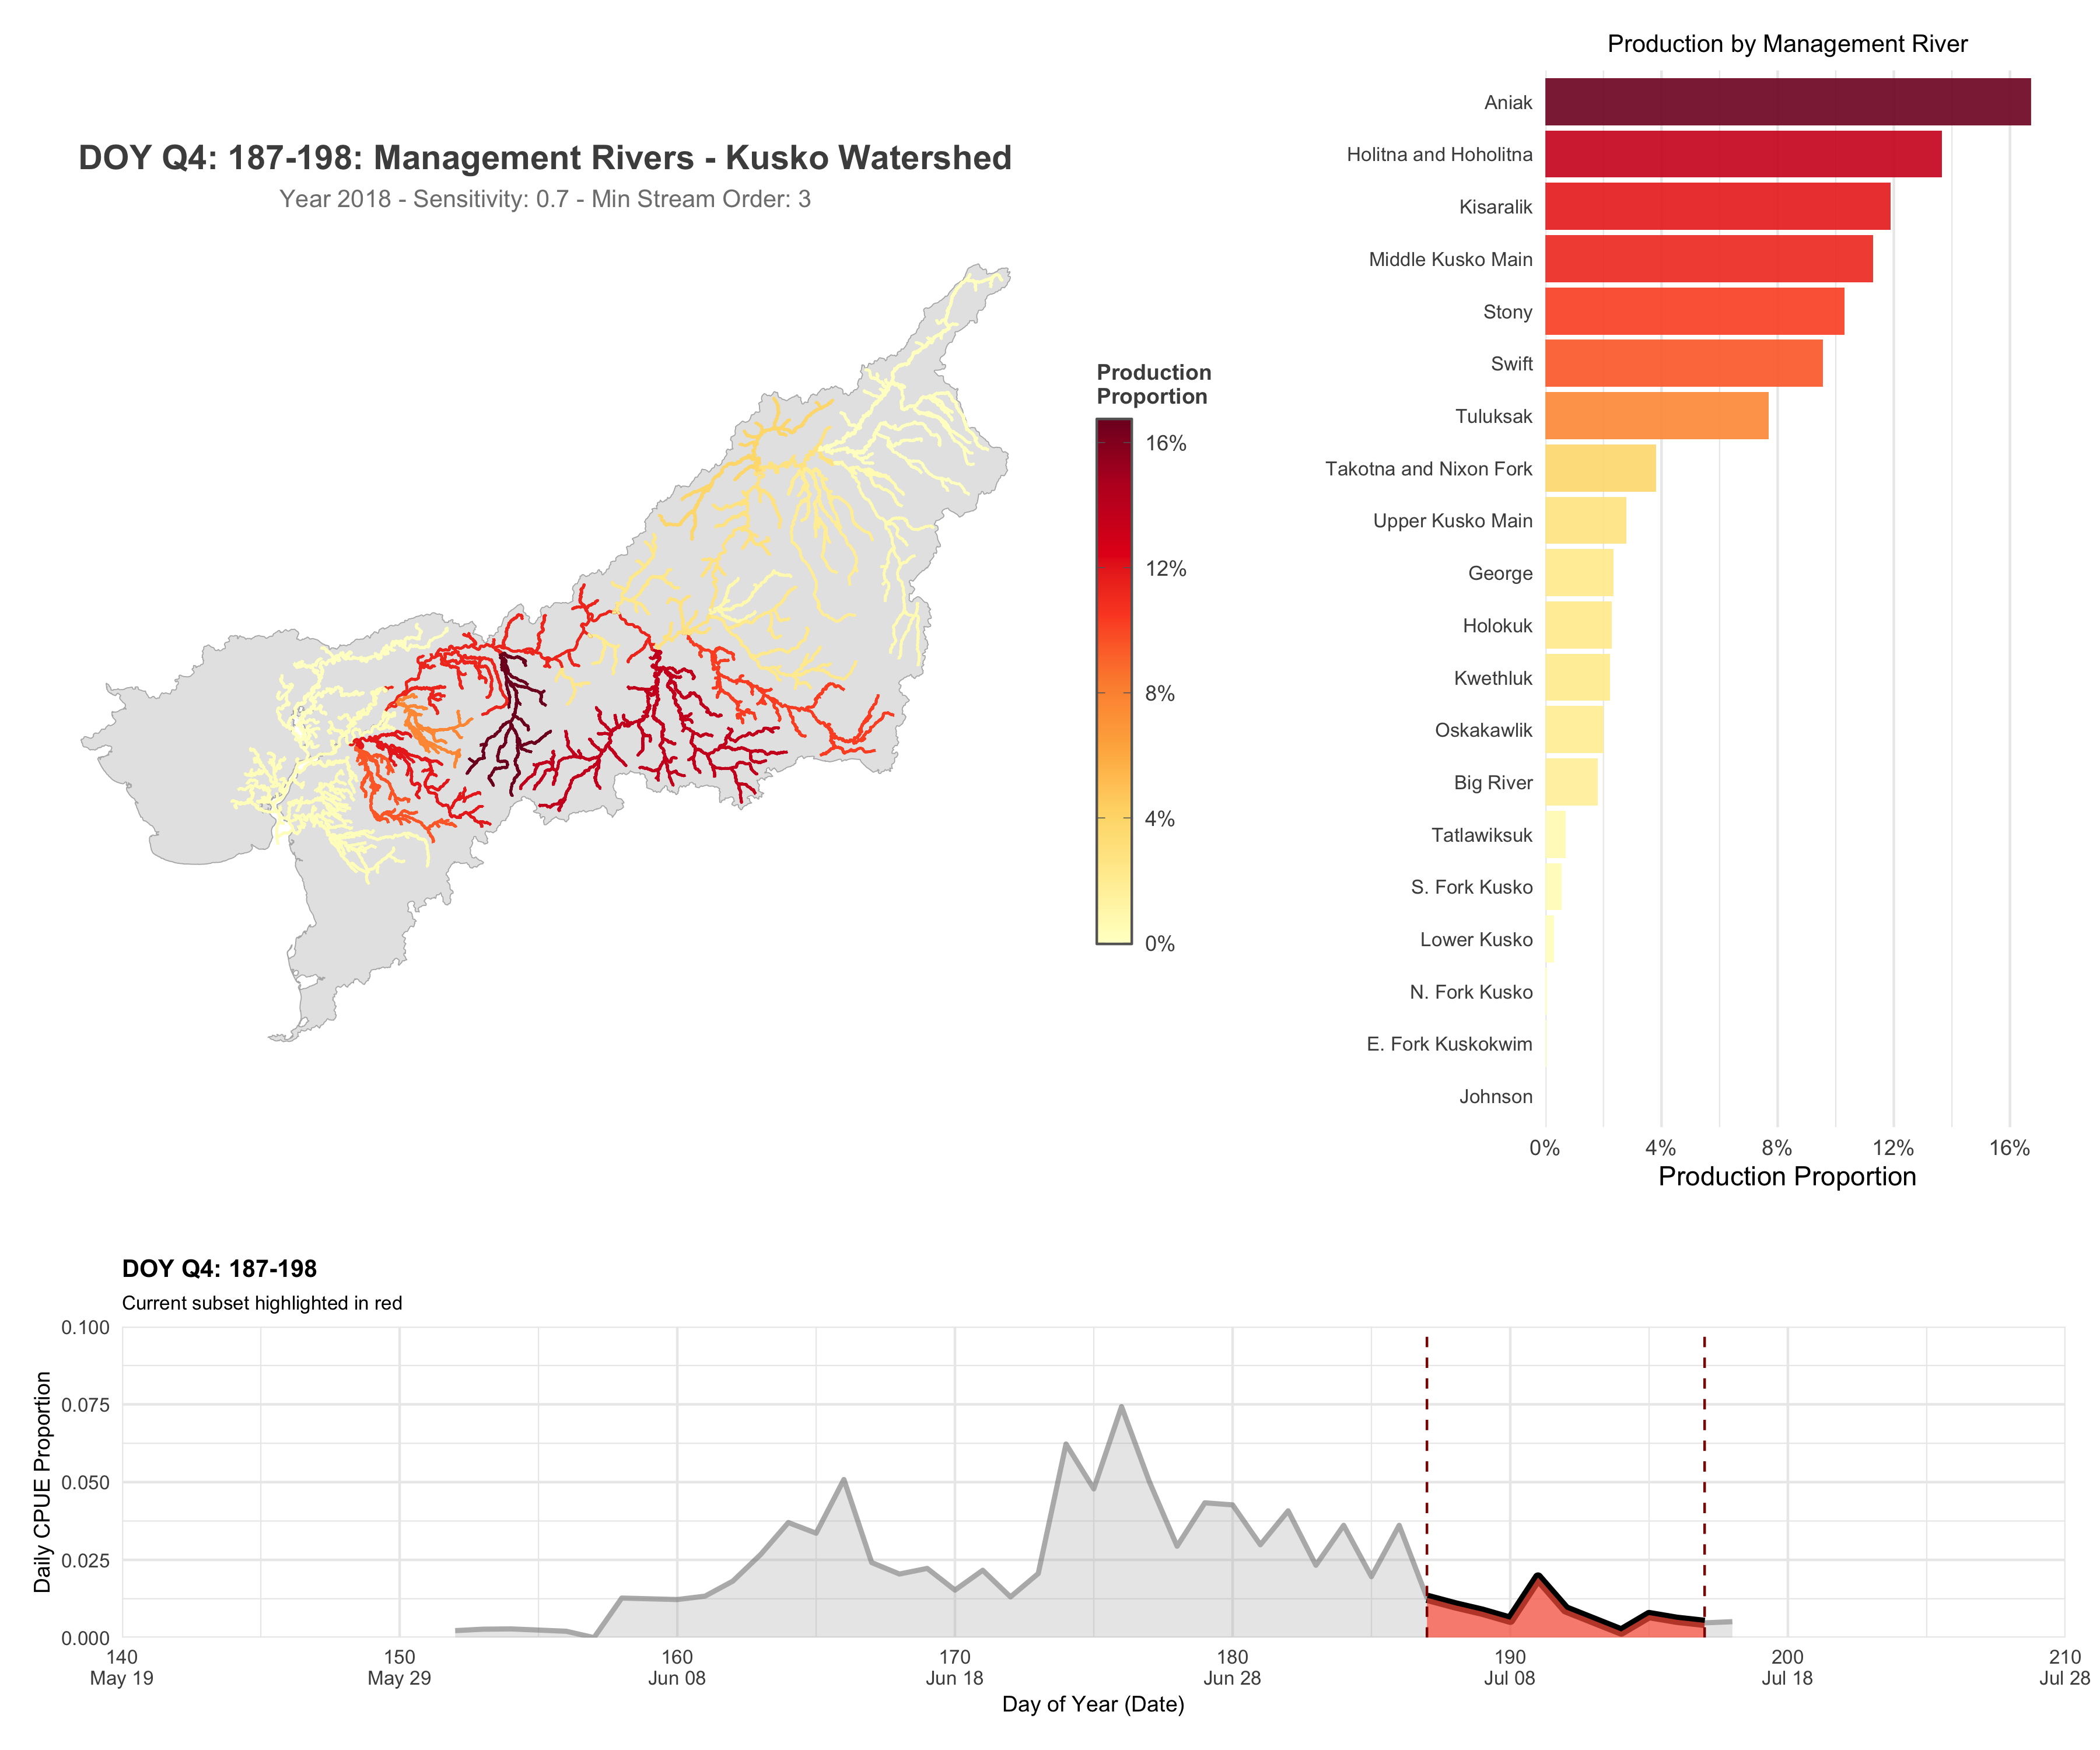 Production by Management River
Aniak
Holitna and Hoholitna
Kisaralik
Middle Kusko Main
Stony
Swift
Tuluksak
Takotna and Nixon Fork
Upper Kusko Main
George
Holokuk
Kwethluk
Oskakawlik
Big River
Tatlawiksuk
S. Fork Kusko
Lower Kusko
N. Fork Kusko
E. Fork Kuskokwim
Johnson
0% 4% 8% 12% 16%
Production Proportion
DOY Q4: 187-198: Management Rivers - Kusko Watershed
Year 2018 - Sensitivity: 0.7 - Min Stream Order: 3
Production
Proportion
16%
12%
8%
4%
0%
DOY Q4: 187-198
Current subset highlighted in red
Daily CPUE Proportion
0.100
0.075
0.050
0.025
0.000
140 150 160 170 180 190 200 210
May 19 May 29 Jun 08 Jun 18 Jun 28 Jul 08 Jul 18 Jul 28
Day of Year (Date)